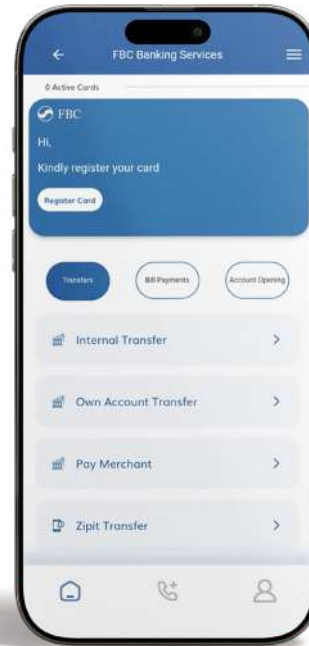 FBC Banking Services
0 Active Cards
FBC
Hi,
Kindly register your card
Register Card
Transfers
Bill Payments
Account Opening
Internal Transfer
Own Account Transfer
Pay Merchant
Zipit Transfer